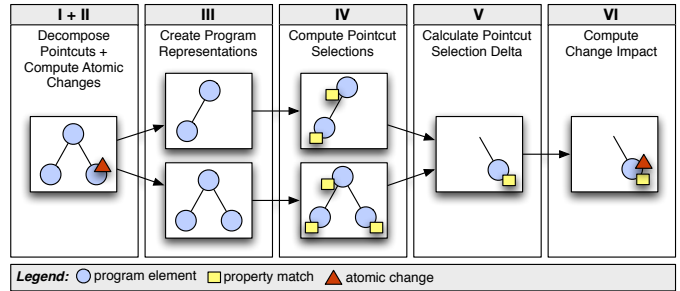 I + II
Decompose
Pointcuts +
Compute Atomic
Changes
III
Create Program
Representations
IV
Compute Pointcut
Selections
V
Calculate Pointcut
Selection Delta
VI
Compute
Change Impact
Legend: program element property match atomic change